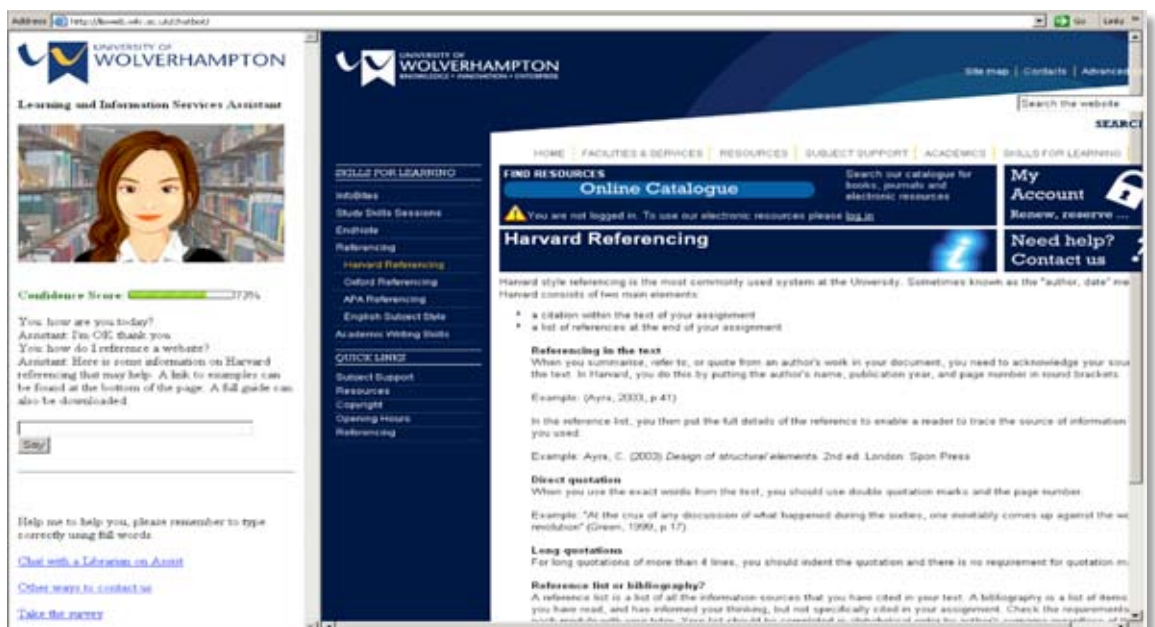 Address http://lisweb.wlv.ac.uk/chatbot/
Go Links
UNIVERSITY OF
WOLVERHAMPTON
Learning and Information Services Assistant
Confidence Score:
You: how are you today?
Assistant: I'm OK thank you
You: how do I reference a website?
Assistant: Here is some information on Harvard
referencing that may help. A link to examples can
be found at the bottom of the page. A full guide can
also be downloaded
Say
Help me to help you, please remember to type
correctly using full words.
Chat with a Librarian on Assist
Other ways to contact us
Take the survey
UNIVERSITY OF
WOLVERHAMPTON
KNOWLEDGE • INNOVATION • ENTERPRISE
Site map | Contacts | Advanced
Search the website
SEARC
HOME FACILITIES & SERVICES RESOURCES SUBJECT SUPPORT ACADEMICS SKILLS FOR LEARNING
SKILLS FOR LEARNING
InfoBites
Study Skills Sessions
EndNote
Referencing
Harvard Referencing
Oxford Referencing
APA Referencing
English Subject Style
Academic Writing Skills
QUICK LINKS
Subject Support
Resources
Copyright
Opening Hours
Referencing
FIND RESOURCES
Online Catalogue
Search our catalogue for
books, journals and
electronic resources
You are not logged in. To use our electronic resources please log in
My
Account
Renew, reserve ...
Harvard Referencing
Need help?
Contact us
Harvard style referencing is the most commonly used system at the University. Sometimes known as the "author, date" me
Harvard consists of two main elements:
a citation within the text of your assignment
a list of references at the end of your assignment
Referencing in the text
When you summarise, refer to, or quote from an author's work in your document, you need to acknowledge your sou
the text. In Harvard, you do this by putting the author's name, publication year, and page number in round brackets.
Example: (Ayra, 2003, p.41)
In the reference list, you then put the full details of the reference to enable a reader to trace the source of information
you used.
Example: Ayra, C. (2003) Design of structural elements. 2nd ed. London: Spon Press
Direct quotation
When you use the exact words from the text, you should use double quotation marks and the page number
Example: "At the crux of any discussion of what happened during the sixties, one inevitably comes up against the wo
revolution" (Green, 1999, p.17)
Long quotations
For long quotations of more than 4 lines, you should indent the quotation and there is no requirement for quotation m
Reference list or bibliography?
A reference list is a list of all the information sources that you have cited in your text. A bibliography is a list of items
you have read, and has informed your thinking, but not specifically cited in your assignment. Check the requirements